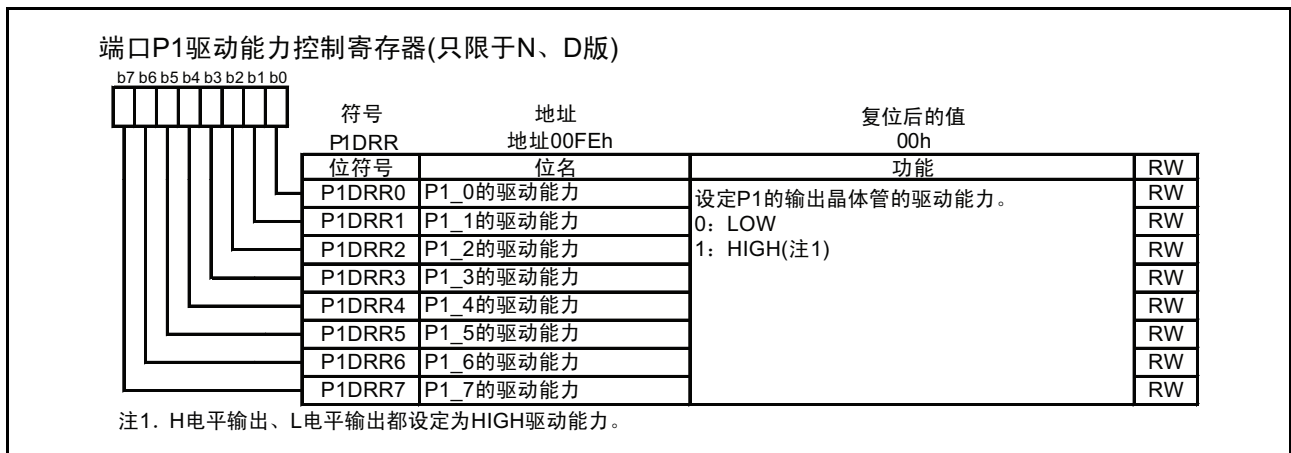 端口P1驱动能力控制寄存器(只限于N、D版)
b7 b6 b5 b4 b3 b2 b1 b0
符号 地址 复位后的值
P1DRR 地址00FEh 00h
位符号 位名 功能 RW
P1DRR0 P1_0的驱动能力 设定P1的输出晶体管的驱动能力。 RW
P1DRR1 P1_1的驱动能力 0：LOW RW
P1DRR2 P1_2的驱动能力 1：HIGH(注1) RW
P1DRR3 P1_3的驱动能力 RW
P1DRR4 P1_4的驱动能力 RW
P1DRR5 P1_5的驱动能力 RW
P1DRR6 P1_6的驱动能力 RW
P1DRR7 P1_7的驱动能力 RW
注1. H电平输出、L电平输出都设定为HIGH驱动能力。